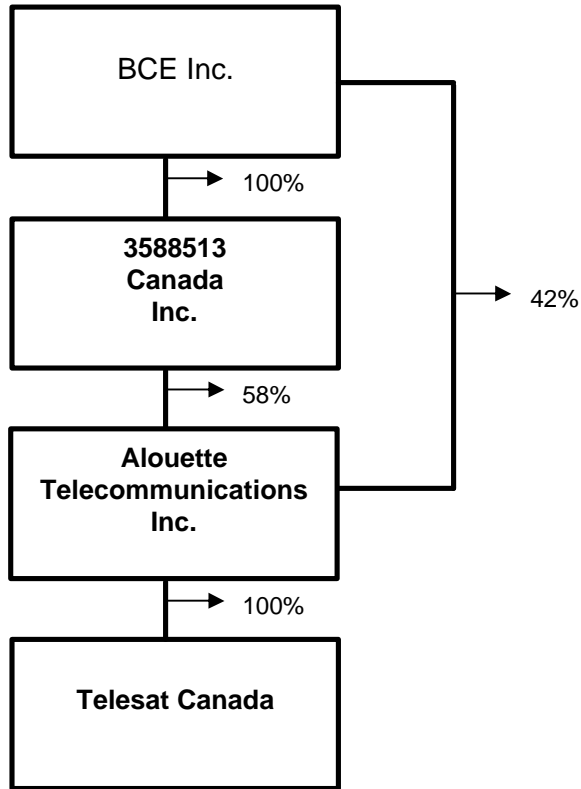 BCE Inc.
100%
3588513
Canada
Inc.
42%
58%
Alouette
Telecommunications
Inc.
100%
Telesat Canada